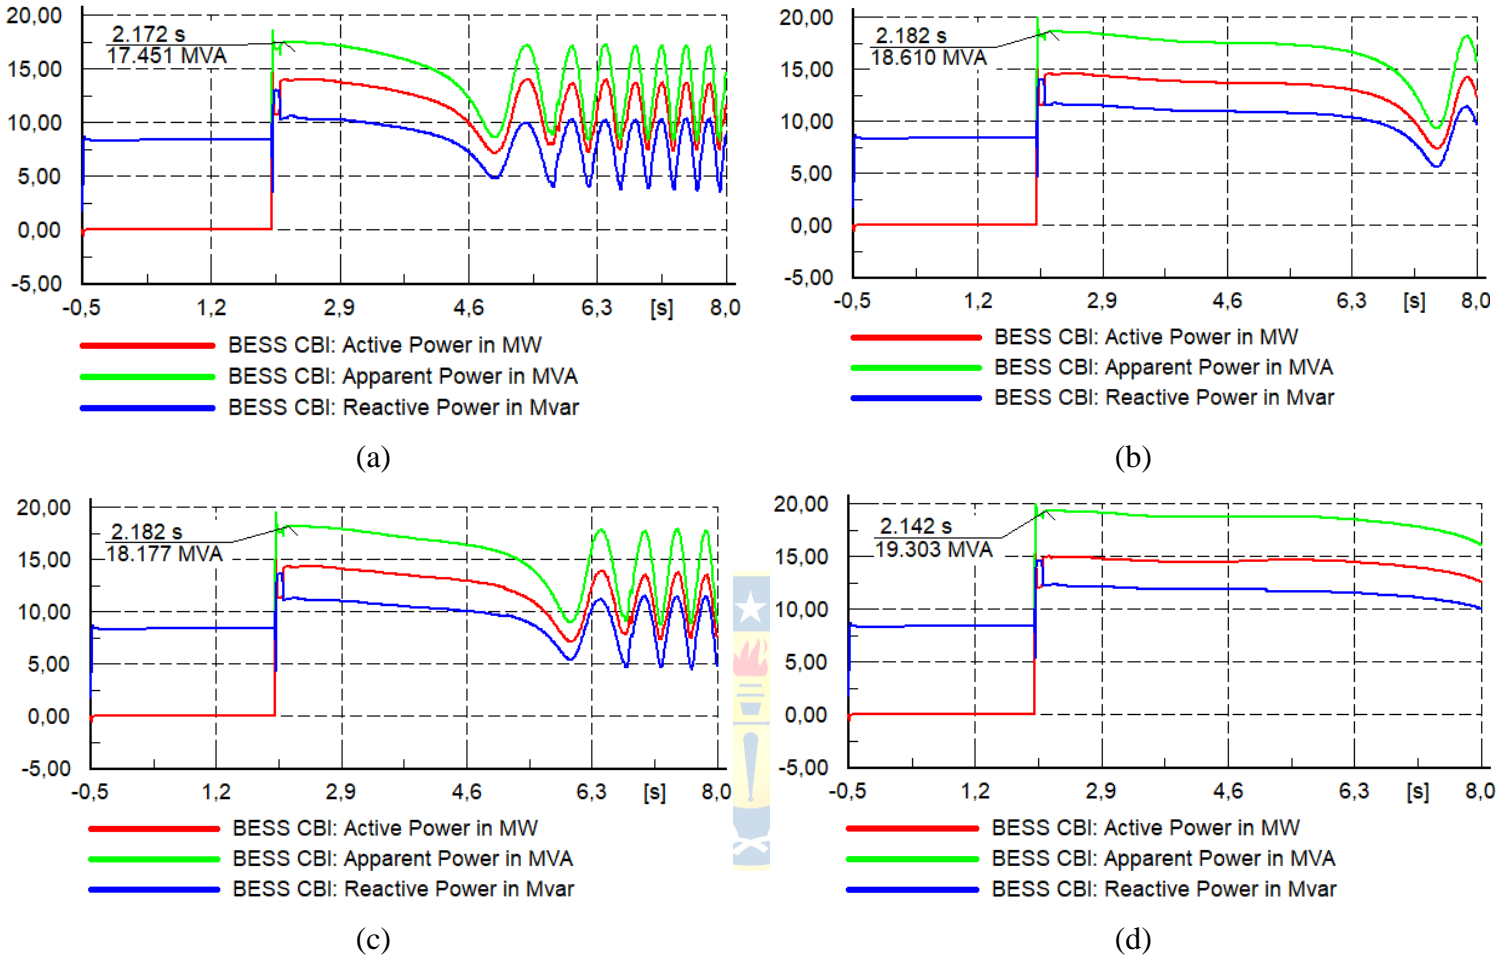 20,00
2.172 s
17.451 MVA
15,00
10,00
5,00
0,00
-5,00
-0,5 1,2 2,9 4,6 6,3 [s] 8,0
BESS CBI: Active Power in MW
BESS CBI: Apparent Power in MVA
BESS CBI: Reactive Power in Mvar
(a)
20,00
2.182 s
18.610 MVA
15,00
10,00
5,00
0,00
-5,00
-0,5 1,2 2,9 4,6 6,3 [s] 8,0
BESS CBI: Active Power in MW
BESS CBI: Apparent Power in MVA
BESS CBI: Reactive Power in Mvar
(b)
20,00
2.182 s
18.177 MVA
15,00
10,00
5,00
0,00
-5,00
-0,5 1,2 2,9 4,6 6,3 [s] 8,0
BESS CBI: Active Power in MW
BESS CBI: Apparent Power in MVA
BESS CBI: Reactive Power in Mvar
(c)
20,00
2.142 s
19.303 MVA
15,00
10,00
5,00
0,00
-5,00
-0,5 1,2 2,9 4,6 6,3 [s] 8,0
BESS CBI: Active Power in MW
BESS CBI: Apparent Power in MVA
BESS CBI: Reactive Power in Mvar
(d)